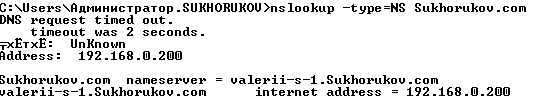 C:\Users\Администратор.SUKHORUKOV>nslookup -type=NS Sukhorukov.com
DNS request timed out.
    timeout was 2 seconds.
╤хЁтхЁ:  UnKnown
Address:  192.168.0.200

Sukhorukov.com  nameserver = valerii-s-1.Sukhorukov.com
valerii-s-1.Sukhorukov.com      internet address = 192.168.0.200